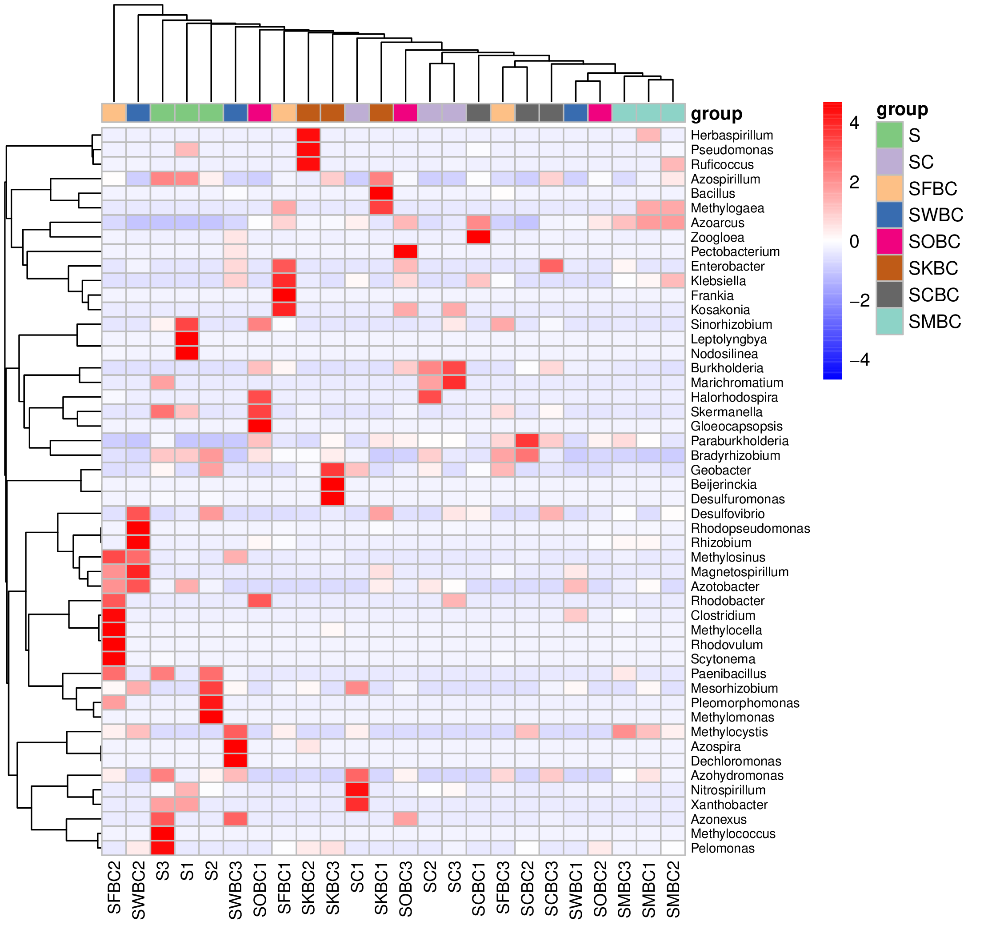 group
Herbaspirillum
Pseudomonas
Ruficoccus
Azospirillum
Bacillus
Methylogaea
Azoarcus
Zoogloea
Pectobacterium
Enterobacter
Klebsiella
Frankia
Kosakonia
Sinorhizobium
Leptolyngbya
Nodosilinea
Burkholderia
Marichromatium
Halorhodospira
Skermanella
Gloeocapsopsis
Paraburkholderia
Bradyrhizobium
Geobacter
Beijerinckia
Desulfuromonas
Desulfovibrio
Rhodopseudomonas
Rhizobium
Methylosinus
Magnetospirillum
Azotobacter
Rhodobacter
Clostridium
Methylocella
Rhodovulum
Scytonema
Paenibacillus
Mesorhizobium
Pleomorphomonas
Methylomonas
Methylocystis
Azospira
Dechloromonas
Azohydromonas
Nitrospirillum
Xanthobacter
Azonexus
Methylococcus
Pelomonas
SFBC2
SWBC2
S3
S1
S2
SWBC3
SOBC1
SFBC1
SKBC2
SKBC3
SC1
SKBC1
SOBC3
SC2
SC3
SCBC1
SFBC3
SCBC2
SCBC3
SWBC1
SOBC2
SMBC3
SMBC1
SMBC2
4
2
0
−2
−4
group
S
SC
SFBC
SWBC
SOBC
SKBC
SCBC
SMBC